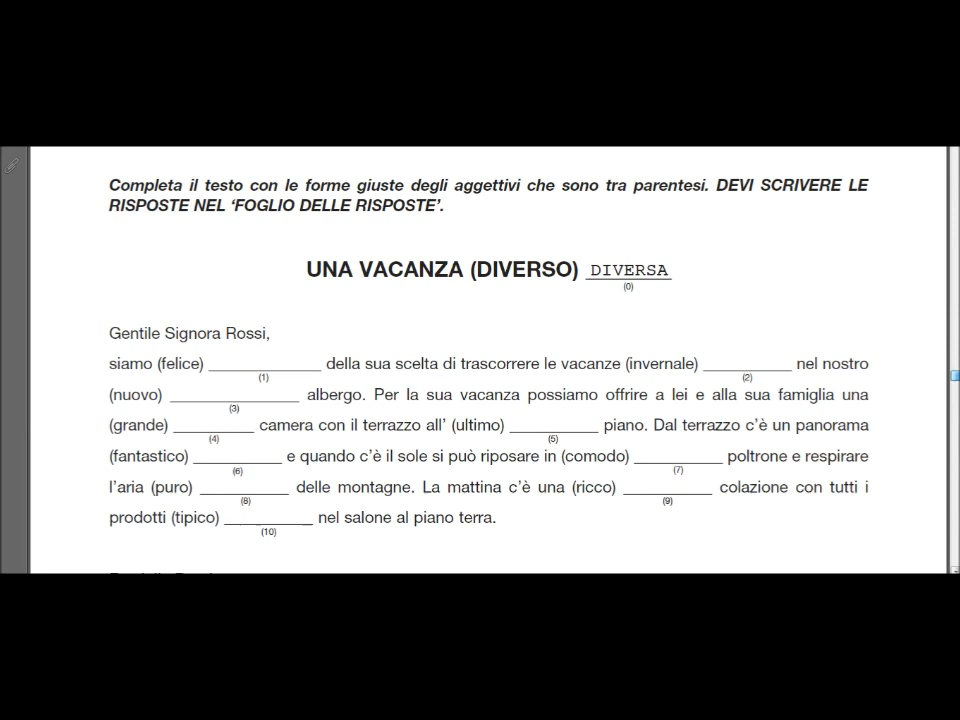 Completa il testo con le forme giuste degli aggettivi che sono tra parentesi. DEVI SCRIVERE LE
RISPOSTE NEL ‘FOGLIO DELLE RISPOSTE’.
UNA VACANZA (DIVERSO) DIVERSA
(0)
Gentile Signora Rossi,
siamo (felice) ____________ della sua scelta di trascorrere le vacanze (invernale) __________ nel nostro
(1) (2)
(nuovo) ______________ albergo. Per la sua vacanza possiamo offrire a lei e alla sua famiglia una
(3)
(grande) _________ camera con il terrazzo all’ (ultimo) __________ piano. Dal terrazzo c’è un panorama
(4) (5)
(fantastico) __________ e quando c’è il sole si può riposare in (comodo) __________ poltrone e respirare
(6) (7)
l’aria (puro) __________ delle montagne. La mattina c’è una (ricco) __________ colazione con tutti i
(8) (9)
prodotti (tipico) __________ nel salone al piano terra.
(10)